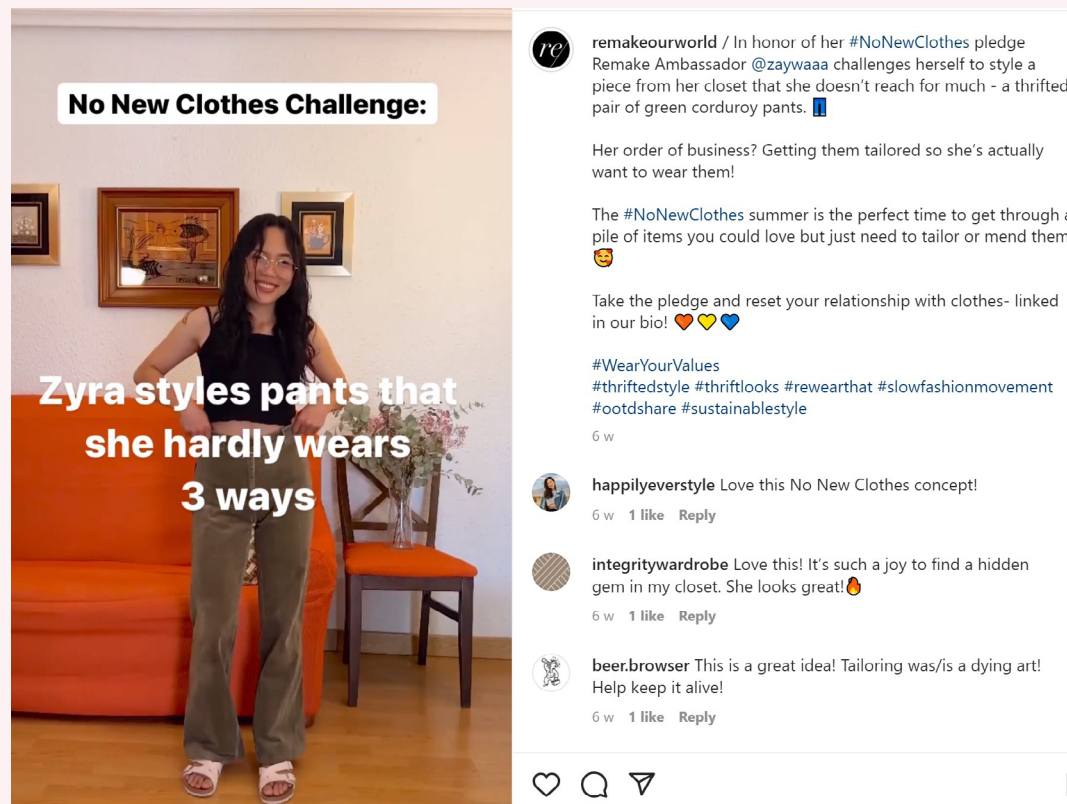 No New Clothes Challenge:
Zyra styles pants that
she hardly wears
3 ways
re
remakeourworld / In honor of her #NoNewClothes pledge
Remake Ambassador @zaywaaa challenges herself to style a
piece from her closet that she doesn’t reach for much - a thrifted
pair of green corduroy pants. 👖
Her order of business? Getting them tailored so she’s actually
want to wear them!
The #NoNewClothes summer is the perfect time to get through a
pile of items you could love but just need to tailor or mend them
🥰
Take the pledge and reset your relationship with clothes- linked
in our bio! 🧡💛💙
#WearYourValues
#thriftedstyle #thriftlooks #rewearthat #slowfashionmovement
#ootdshare #sustainablestyle
6 w
happilyeverstyle Love this No New Clothes concept!
6 w 1 like Reply
integritywardrobe Love this! It’s such a joy to find a hidden
gem in my closet. She looks great!🔥
6 w 1 like Reply
beer.browser This is a great idea! Tailoring was/is a dying art!
Help keep it alive!
6 w 1 like Reply